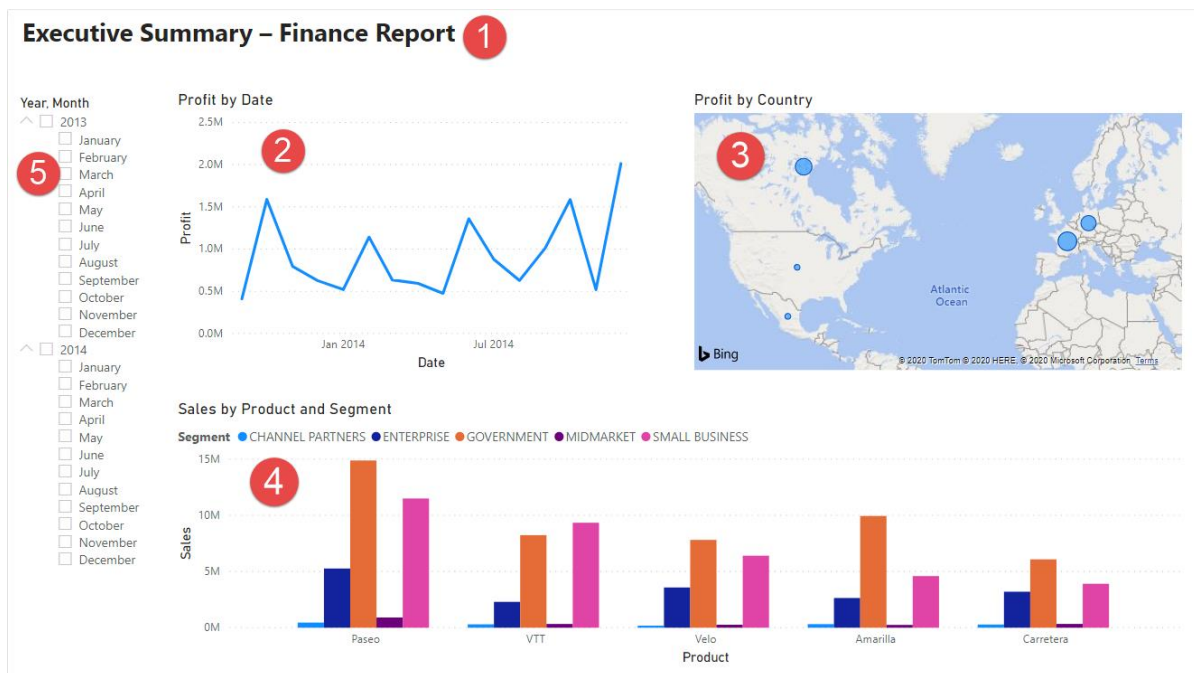 Executive Summary – Finance Report 1
Year, Month
2013
January
February
March
April
May
June
July
August
September
October
November
December
2014
January
February
March
April
May
June
July
August
September
October
November
December
5
Profit by Date
2
2.5M
2.0M
1.5M
1.0M
0.5M
0.0M
Profit
Jan 2014 Jul 2014
Date
Profit by Country
3
Atlantic
Ocean
Bing
© 2020 TomTom © 2020 HERE, © 2020 Microsoft Corporation Terms
Sales by Product and Segment
Segment CHANNEL PARTNERS ENTERPRISE GOVERNMENT MIDMARKET SMALL BUSINESS
4
15M
10M
5M
0M
Sales
Paseo VTT Velo Amarilla Carretera
Product